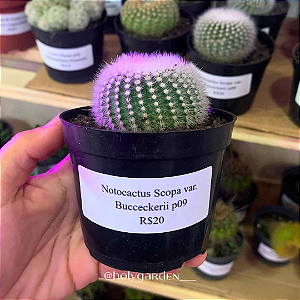 Notocactus Scopa var.
Bucceckerii p09
R$20
@holygarden__